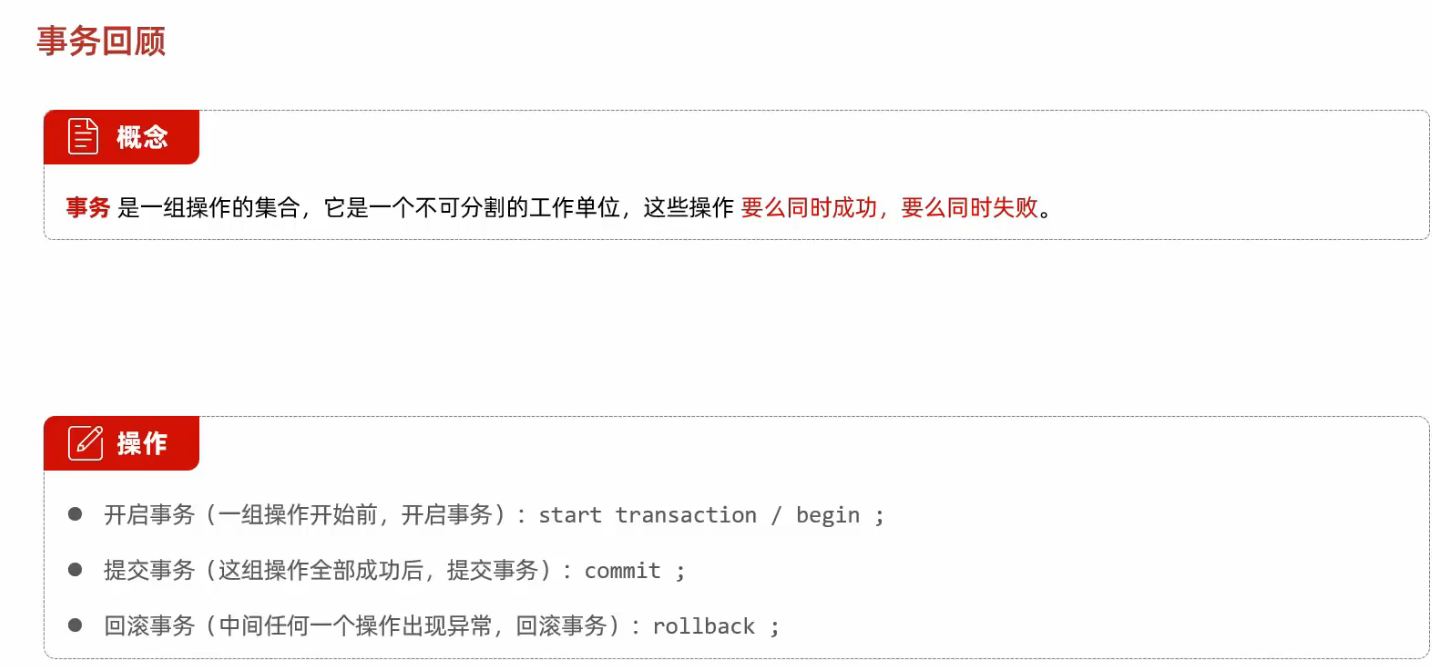 事务回顾
概念
事务 是一组操作的集合，它是一个不可分割的工作单位，这些操作 要么同时成功，要么同时失败。
操作
● 开启事务（一组操作开始前，开启事务）：start transaction / begin ;
● 提交事务（这组操作全部成功后，提交事务）：commit ;
● 回滚事务（中间任何一个操作出现异常，回滚事务）：rollback ;